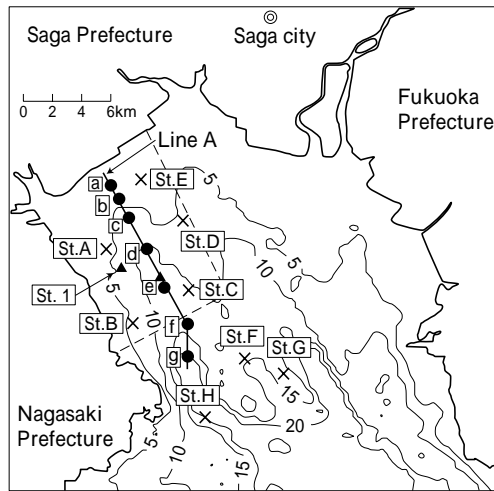 Saga Prefecture
Saga city
Fukuoka
Prefecture
0 2 4 6km
Line A
a
St.E
5
b
c
St.D
St.A
10
5
d
St. 1
5
e
St.C
St.B
10
f
St.F
St.G
g
15
St.H
20
Nagasaki
Prefecture
5
10
15